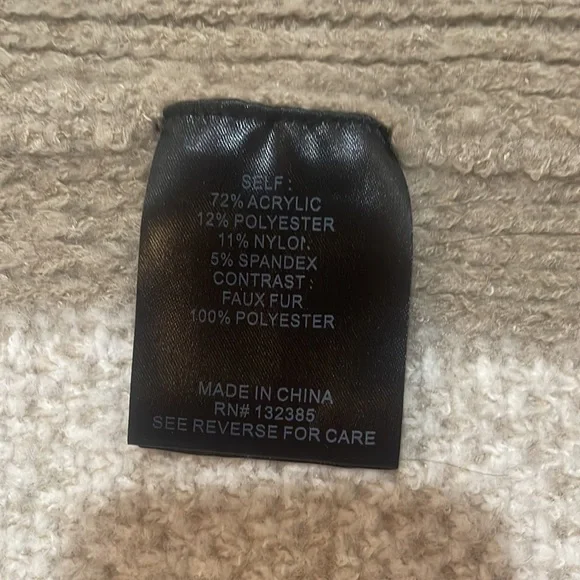 SELF :
72% ACRYLIC
12% POLYESTER
11% NYLON
5% SPANDEX
CONTRAST :
FAUX FUR
100% POLYESTER
MADE IN CHINA
RN# 132385
SEE REVERSE FOR CARE